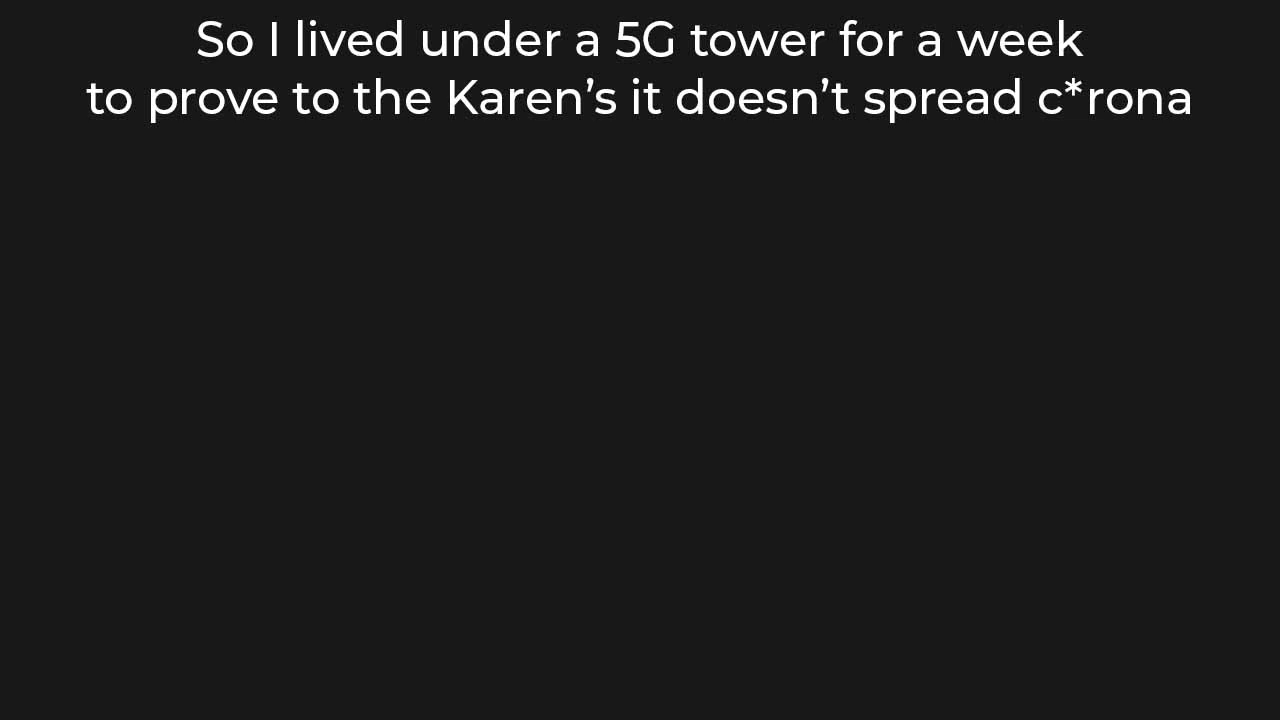 So I lived under a 5G tower for a week
to prove to the Karen’s it doesn’t spread c*rona